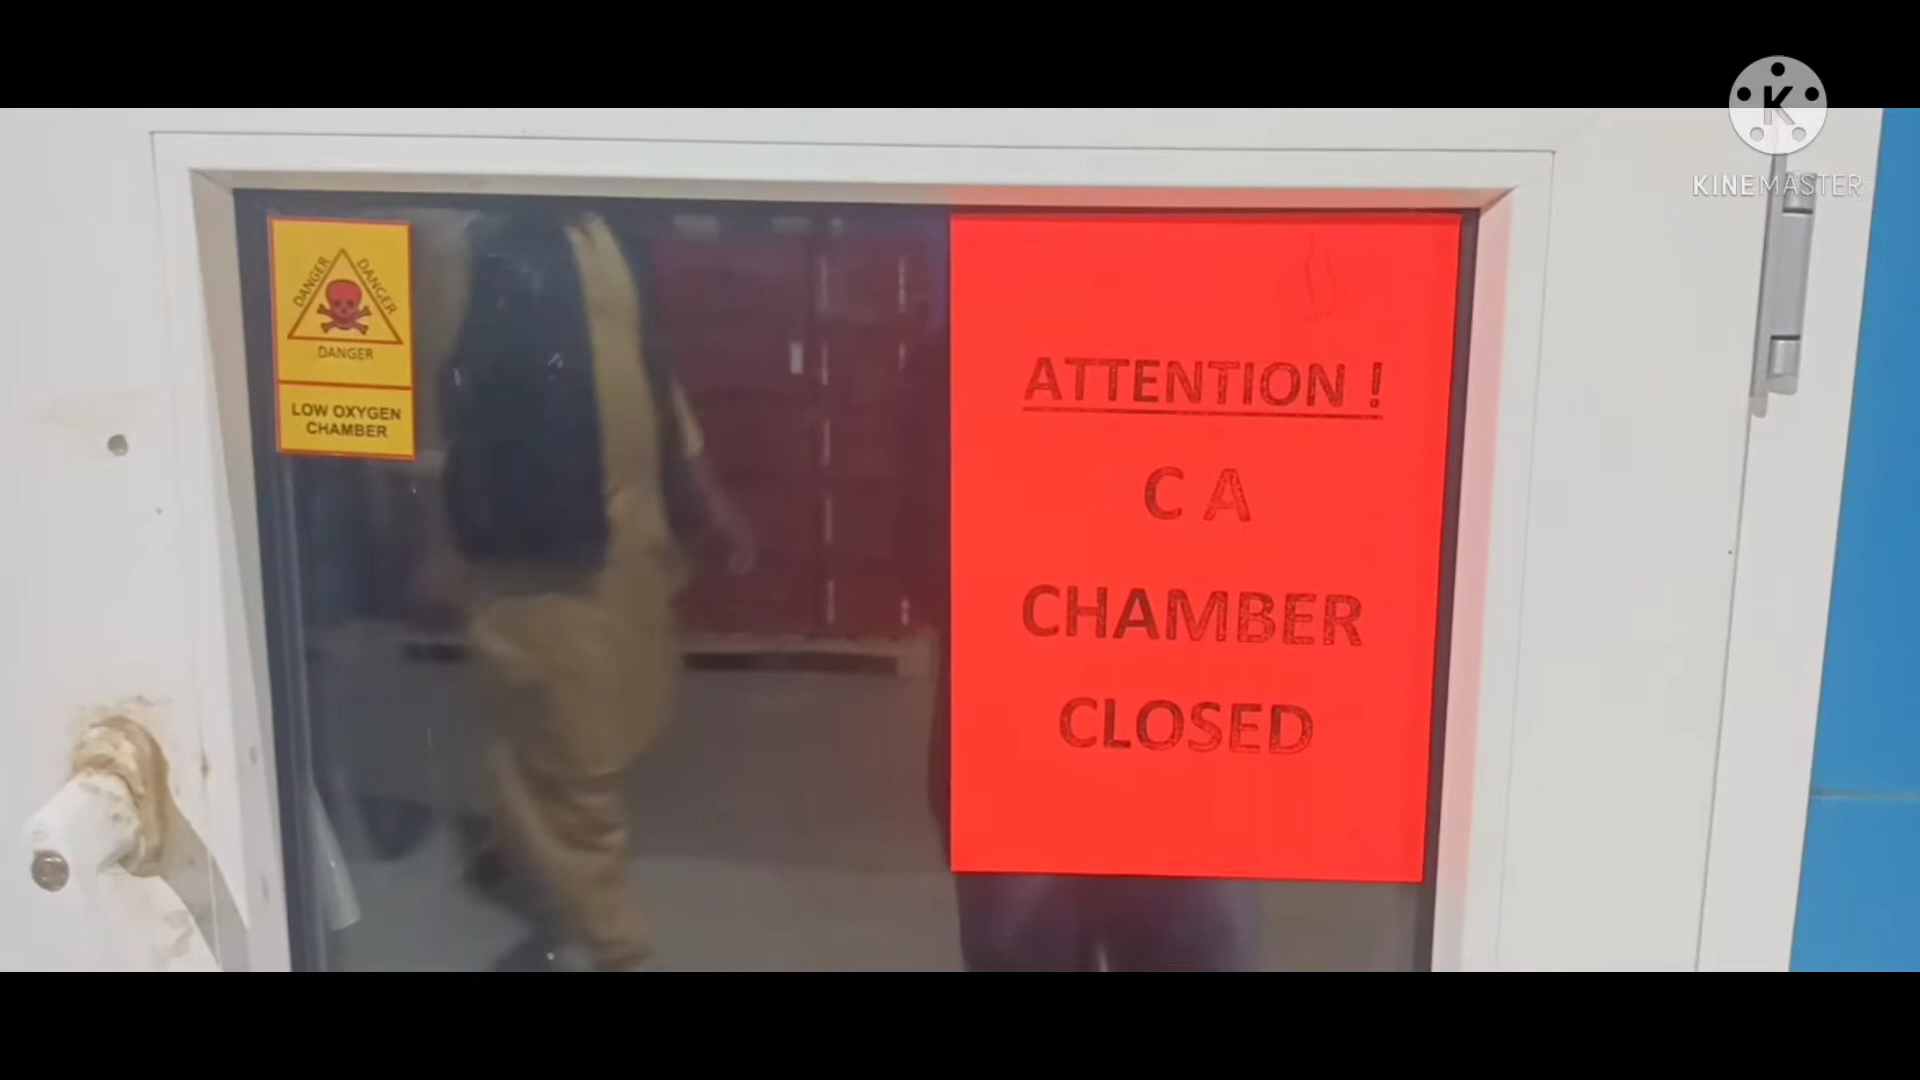 K
KINEMASTER
DANGER
DANGER
DANGER
LOW OXYGEN
CHAMBER
ATTENTION !
C A
CHAMBER
CLOSED